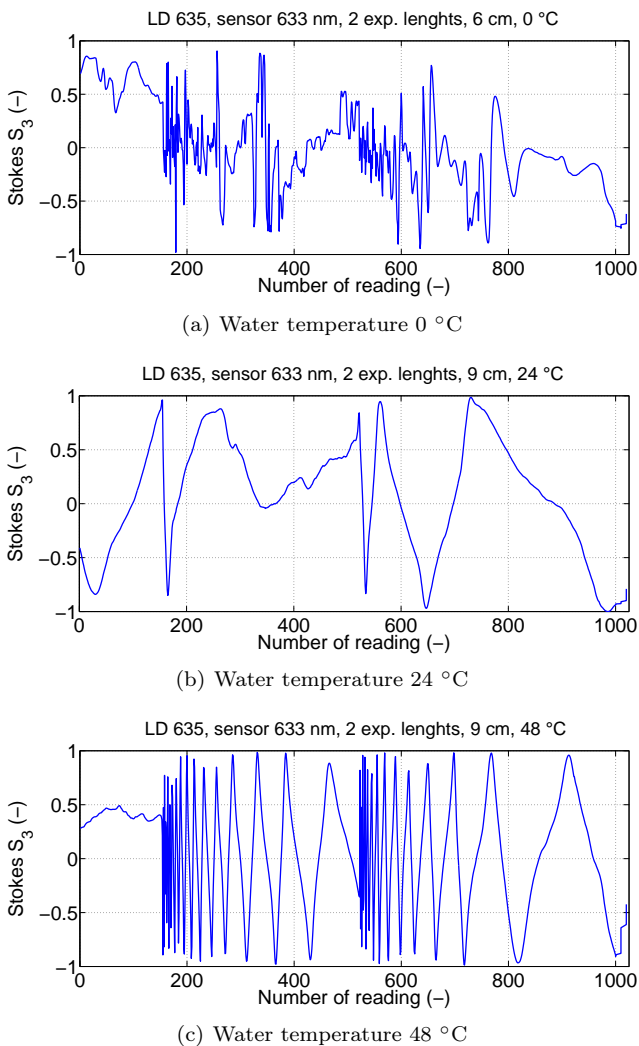 LD 635, sensor 633 nm, 2 exp. lenghts, 6 cm, 0 °C
Stokes S3 (−)
1
0.5
0
−0.5
−1
0 200 400 600 800 1000
Number of reading (−)
(a) Water temperature 0 °C
LD 635, sensor 633 nm, 2 exp. lenghts, 9 cm, 24 °C
Stokes S3 (−)
1
0.5
0
−0.5
−1
0 200 400 600 800 1000
Number of reading (−)
(b) Water temperature 24 °C
LD 635, sensor 633 nm, 2 exp. lenghts, 9 cm, 48 °C
Stokes S3 (−)
1
0.5
0
−0.5
−1
0 200 400 600 800 1000
Number of reading (−)
(c) Water temperature 48 °C